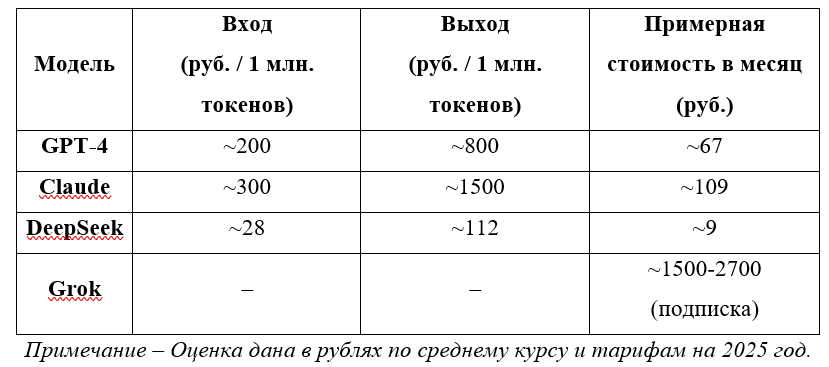 Модель
Вход
(руб. / 1 млн.
токенов)
Выход
(руб. / 1 млн.
токенов)
Примерная
стоимость в месяц
(руб.)
GPT-4 ~200 ~800 ~67
Claude ~300 ~1500 ~109
DeepSeek ~28 ~112 ~9
Grok – – ~1500-2700
(подписка)
Примечание – Оценка дана в рублях по среднему курсу и тарифам на 2025 год.